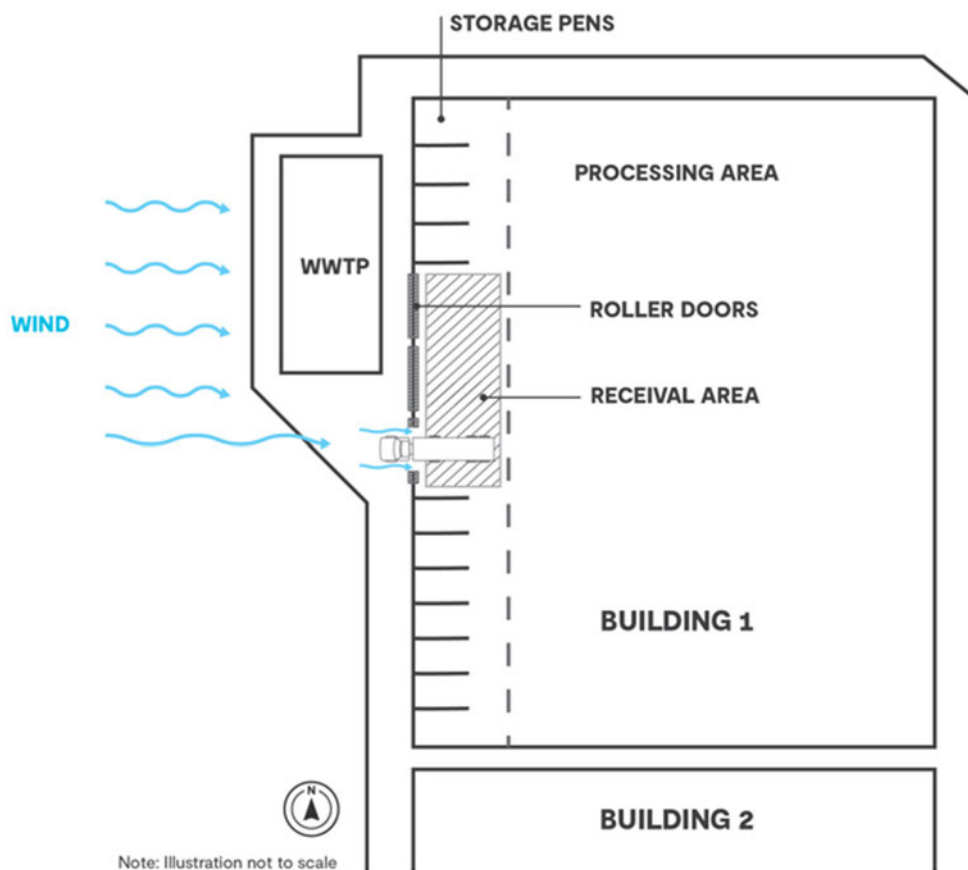 STORAGE PENS
PROCESSING AREA
WWTP
ROLLER DOORS
WIND
RECEIVAL AREA
BUILDING 1
N
BUILDING 2
Note: Illustration not to scale